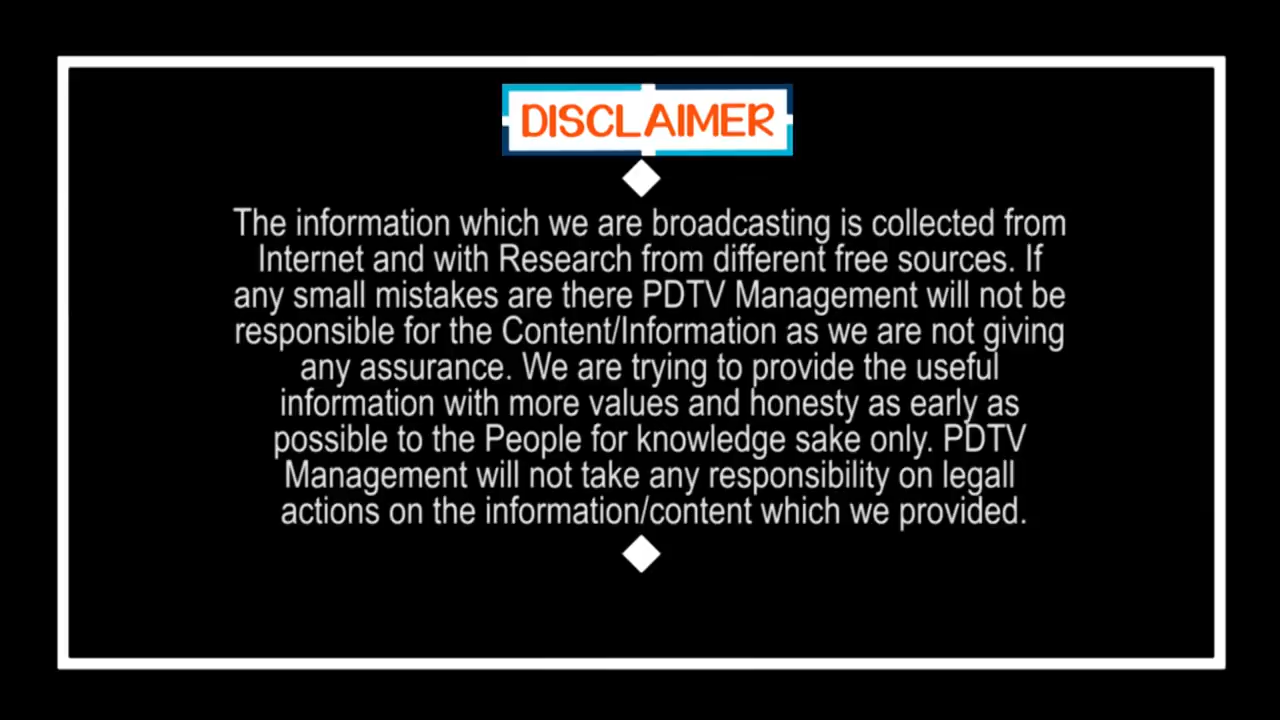 DISCLAIMER
The information which we are broadcasting is collected from
Internet and with Research from different free sources. If
any small mistakes are there PDTV Management will not be
responsible for the Content/Information as we are not giving
any assurance. We are trying to provide the useful
information with more values and honesty as early as
possible to the People for knowledge sake only. PDTV
Management will not take any responsibility on legall
actions on the information/content which we provided.